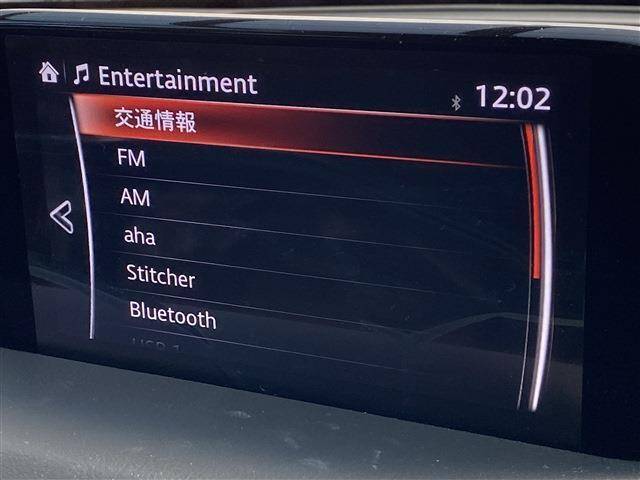 Entertainment
12:02
交通情報
FM
AM
aha
Stitcher
Bluetooth